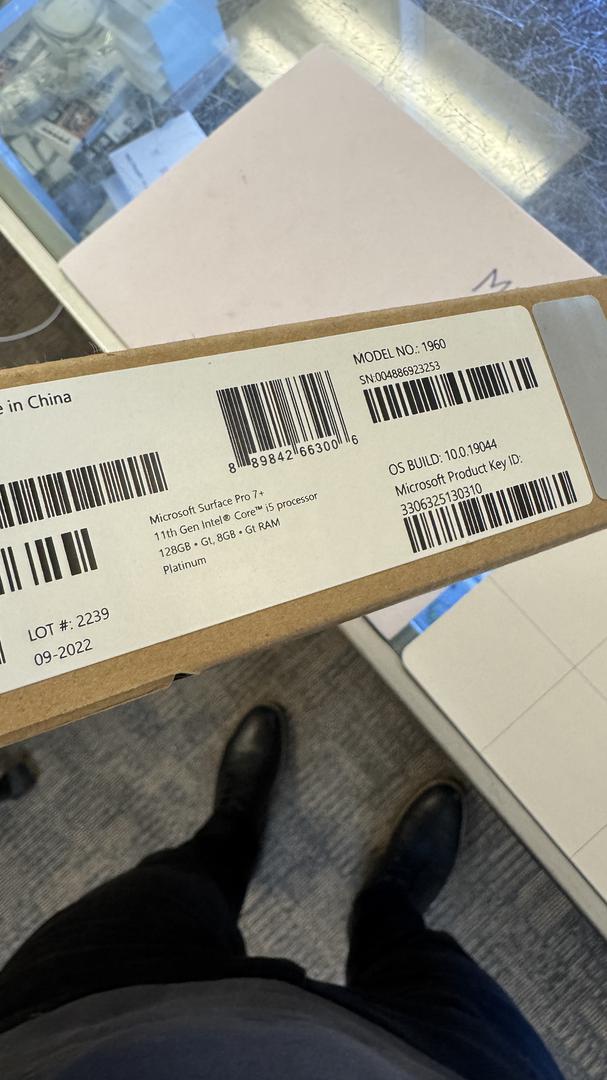 e in China
8 89842 66300 6
MODEL NO.: 1960
SN:004886923253
OS BUILD: 10.0.19044
Microsoft Product Key ID:
3306325130310
Microsoft Surface Pro 7+
11th Gen Intel® Core™ i5 processor
128GB • Gt, 8GB • Gt RAM
Platinum
LOT #: 2239
09-2022
M